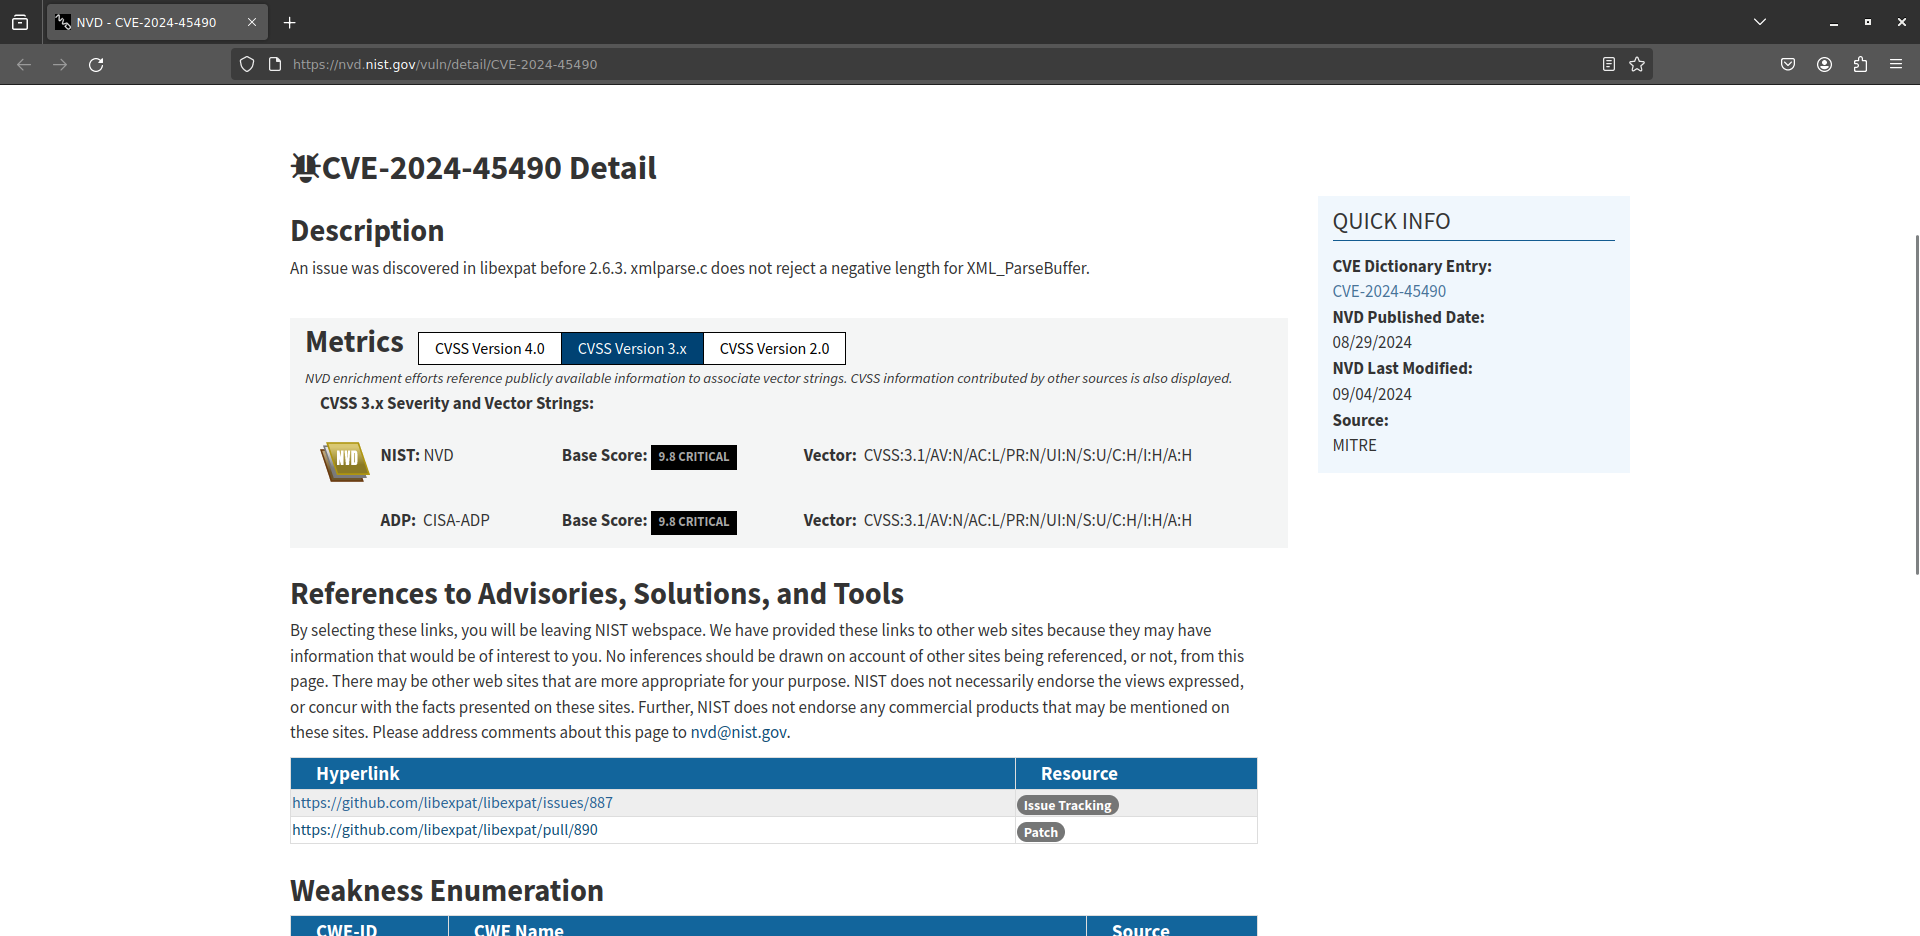 NVD - CVE-2024-45490
https://nvd.nist.gov/vuln/detail/CVE-2024-45490
CVE-2024-45490 Detail
Description
An issue was discovered in libexpat before 2.6.3. xmlparse.c does not reject a negative length for XML_ParseBuffer.
Metrics
CVSS Version 4.0
CVSS Version 3.x
CVSS Version 2.0
NVD enrichment efforts reference publicly available information to associate vector strings. CVSS information contributed by other sources is also displayed.
CVSS 3.x Severity and Vector Strings:
NVD
NIST: NVD
Base Score: 9.8 CRITICAL
Vector: CVSS:3.1/AV:N/AC:L/PR:N/UI:N/S:U/C:H/I:H/A:H
ADP: CISA-ADP
Base Score: 9.8 CRITICAL
Vector: CVSS:3.1/AV:N/AC:L/PR:N/UI:N/S:U/C:H/I:H/A:H
References to Advisories, Solutions, and Tools
By selecting these links, you will be leaving NIST webspace. We have provided these links to other web sites because they may have
information that would be of interest to you. No inferences should be drawn on account of other sites being referenced, or not, from this
page. There may be other web sites that are more appropriate for your purpose. NIST does not necessarily endorse the views expressed,
or concur with the facts presented on these sites. Further, NIST does not endorse any commercial products that may be mentioned on
these sites. Please address comments about this page to nvd@nist.gov.
Hyperlink
Resource
https://github.com/libexpat/libexpat/issues/887
Issue Tracking
https://github.com/libexpat/libexpat/pull/890
Patch
Weakness Enumeration
CWE-ID
CWE Name
Source
QUICK INFO
CVE Dictionary Entry:
CVE-2024-45490
NVD Published Date:
08/29/2024
NVD Last Modified:
09/04/2024
Source:
MITRE